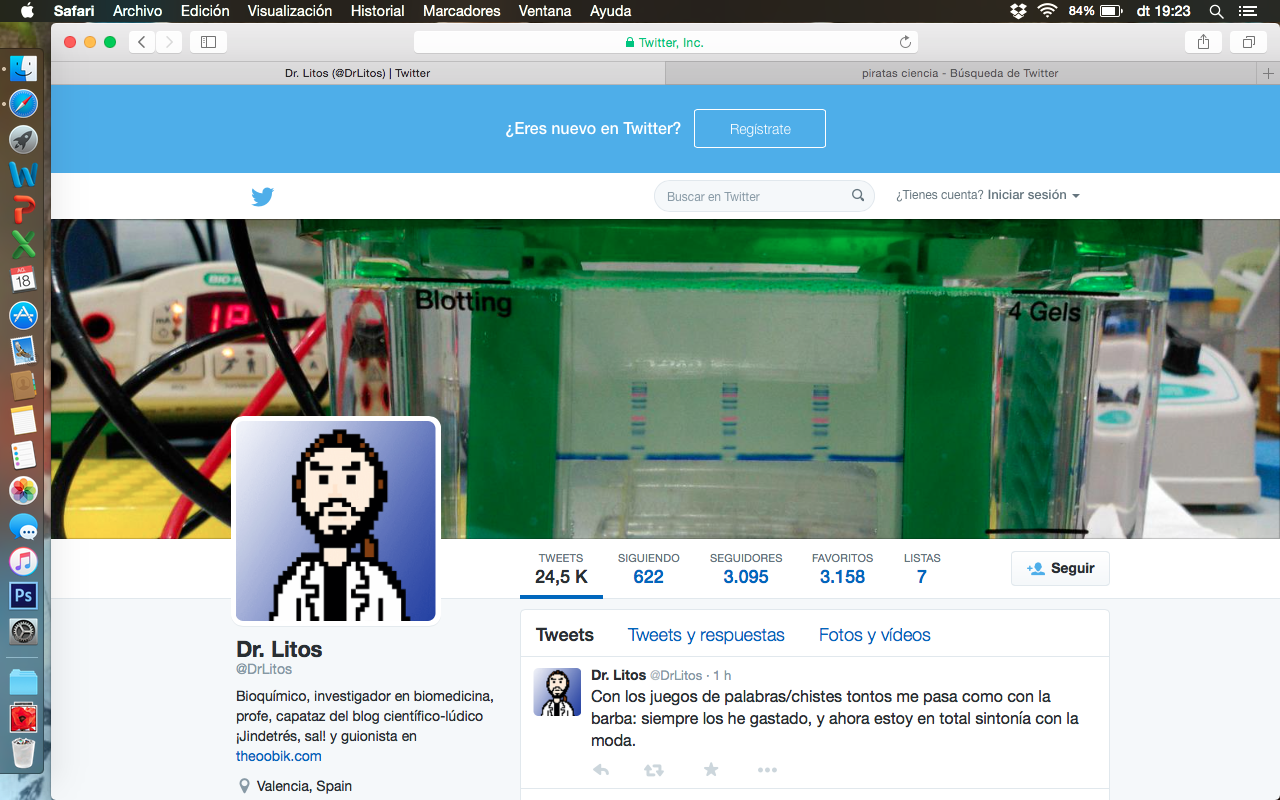 Safari Archivo Edición Visualización Historial Marcadores Ventana Ayuda 84% dt 19:23
Twitter, Inc.
Dr. Litos (@DrLitos) | Twitter
piratas ciencia - Búsqueda de Twitter
¿Eres nuevo en Twitter? Regístrate
Buscar en Twitter
¿Tienes cuenta? Iniciar sesión
BIO-RAD
Blotting
4 Gels
18
Ps
TWEETS
24,5 K
SIGUIENDO
622
SEGUIDORES
3.095
FAVORITOS
3.158
LISTAS
7
Seguir
Dr. Litos
@DrLitos
Bioquímico, investigador en biomedicina,
profe, capataz del blog científico-lúdico
¡Jindetrés, sal! y guionista en
theoobik.com
Valencia, Spain
Tweets Tweets y respuestas Fotos y vídeos
Dr. Litos @DrLitos · 1 h
Con los juegos de palabras/chistes tontos me pasa como con la
barba: siempre los he gastado, y ahora estoy en total sintonía con la
moda.